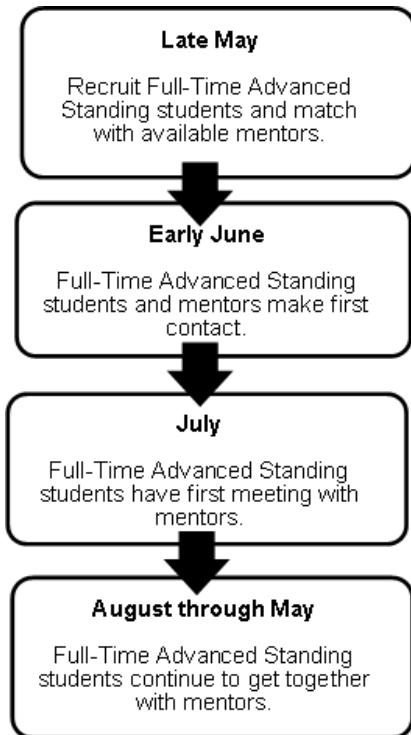 Late May
Recruit Full-Time Advanced
Standing students and match
with available mentors.
Early June
Full-Time Advanced Standing
students and mentors make first
contact.
July
Full-Time Advanced Standing
students have first meeting with
mentors.
August through May
Full-Time Advanced Standing
students continue to get together
with mentors.